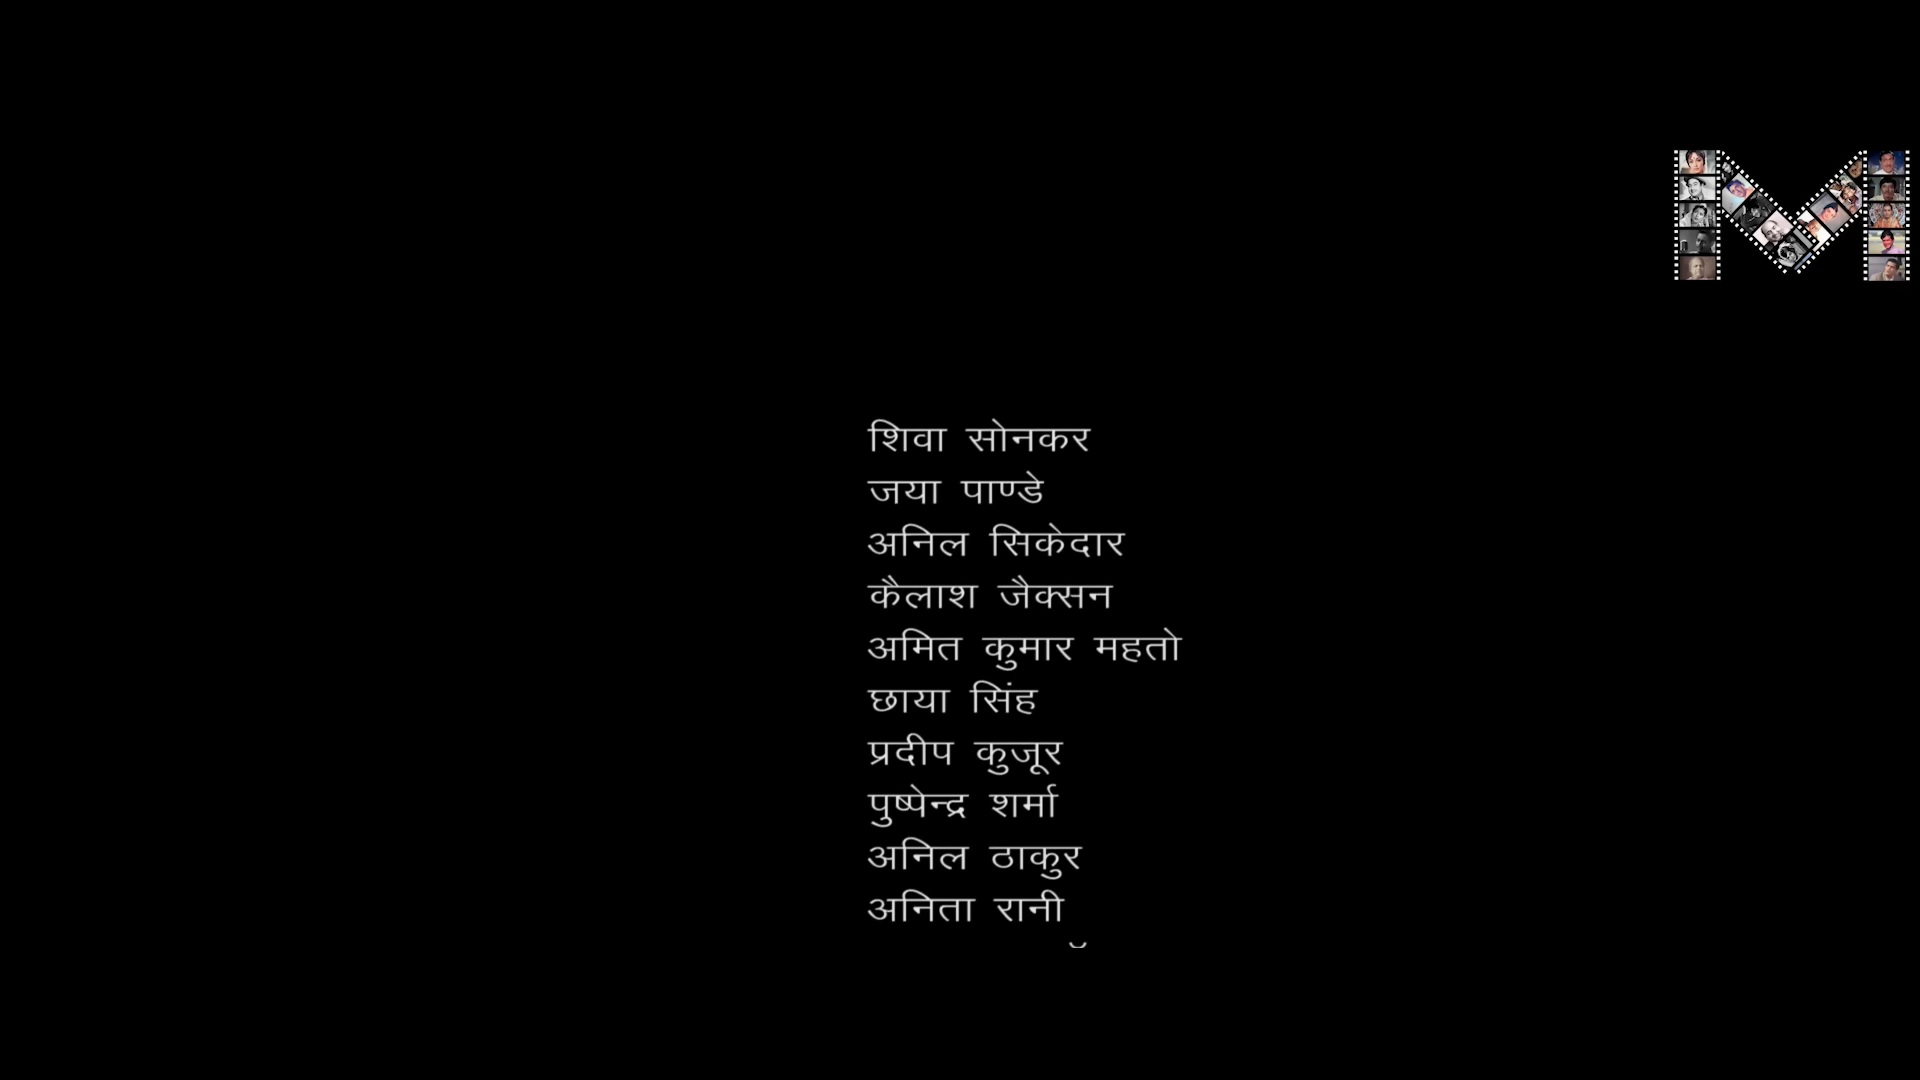 शिवा सोनकर
जया पाण्डे
अनिल सिकेदार
कैलाश जैक्सन
अमित कुमार महतो
छाया सिंह
प्रदीप कुजूर
पुष्पेन्द्र शर्मा
अनिल ठाकुर
अनिता रानी